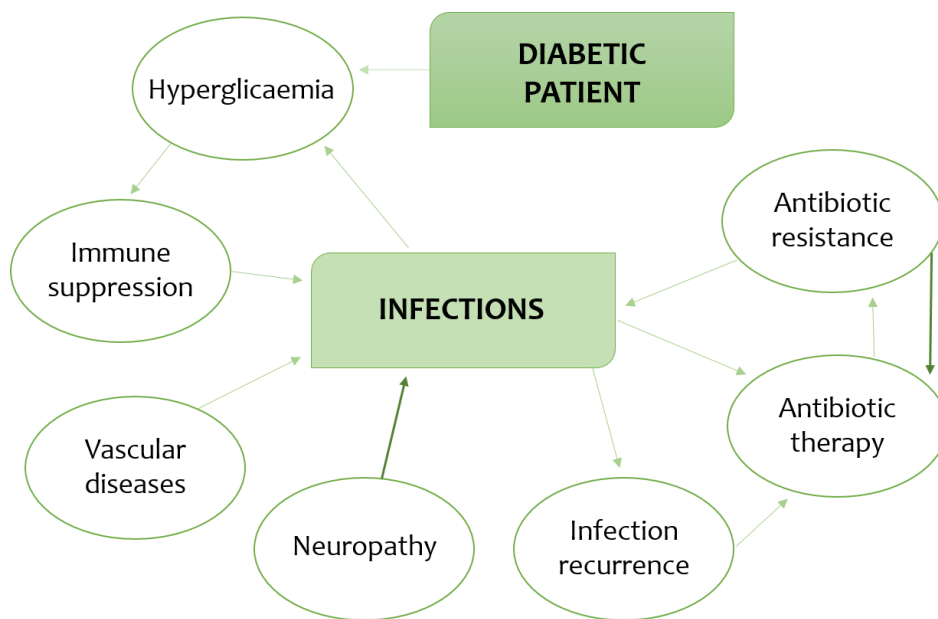 DIABETIC
PATIENT
Hyperglicaemia
Immune
suppression
INFECTIONS
Antibiotic
resistance
Vascular
diseases
Neuropathy
Infection
recurrence
Antibiotic
therapy